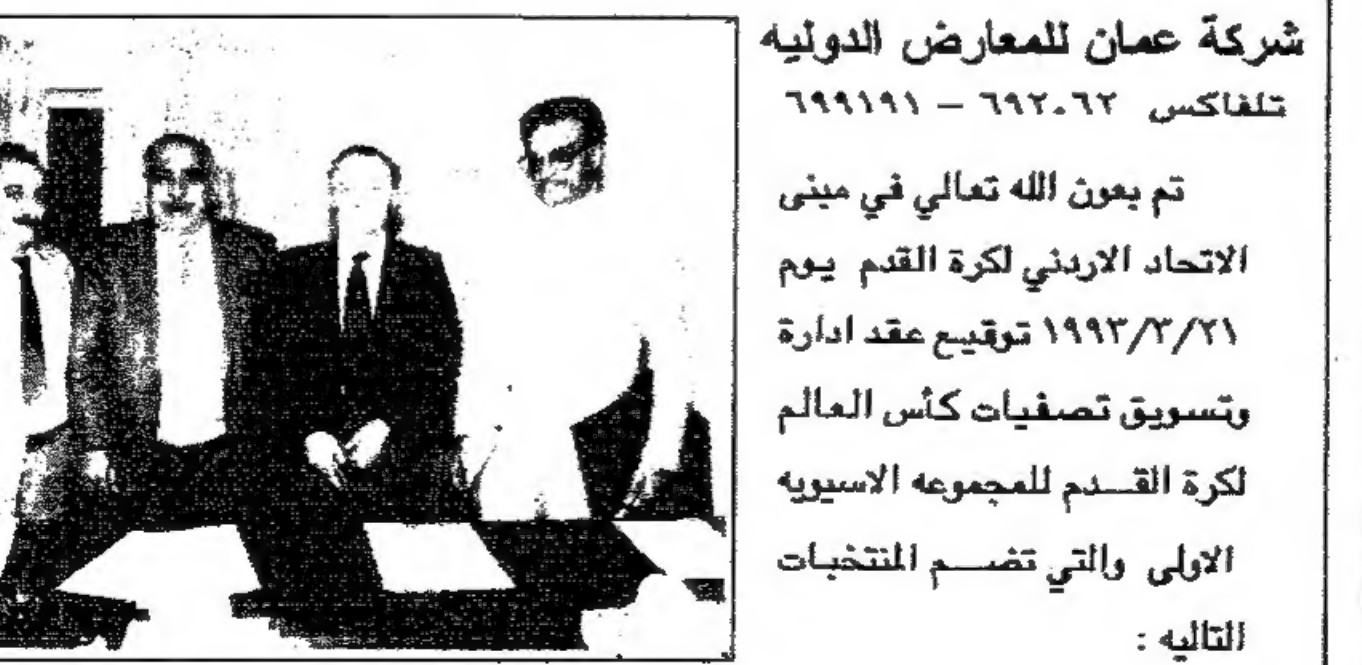 شركة عمان للمعارض الدوليه
تلفاكس ٦٩٢٠٦٢ – ٦٩٩١٩١
تم بعون الله تعالي في مبنى
الاتحاد الاردني لكرة القدم يوم
١٩٩٣/٣/٢١ توقيع عقد ادارة
وتسويق تصفيات كأس العالم
لكرة القدم للمجموعه الاسيويه
الاولى والتي تضم المنتخبات
التاليه :